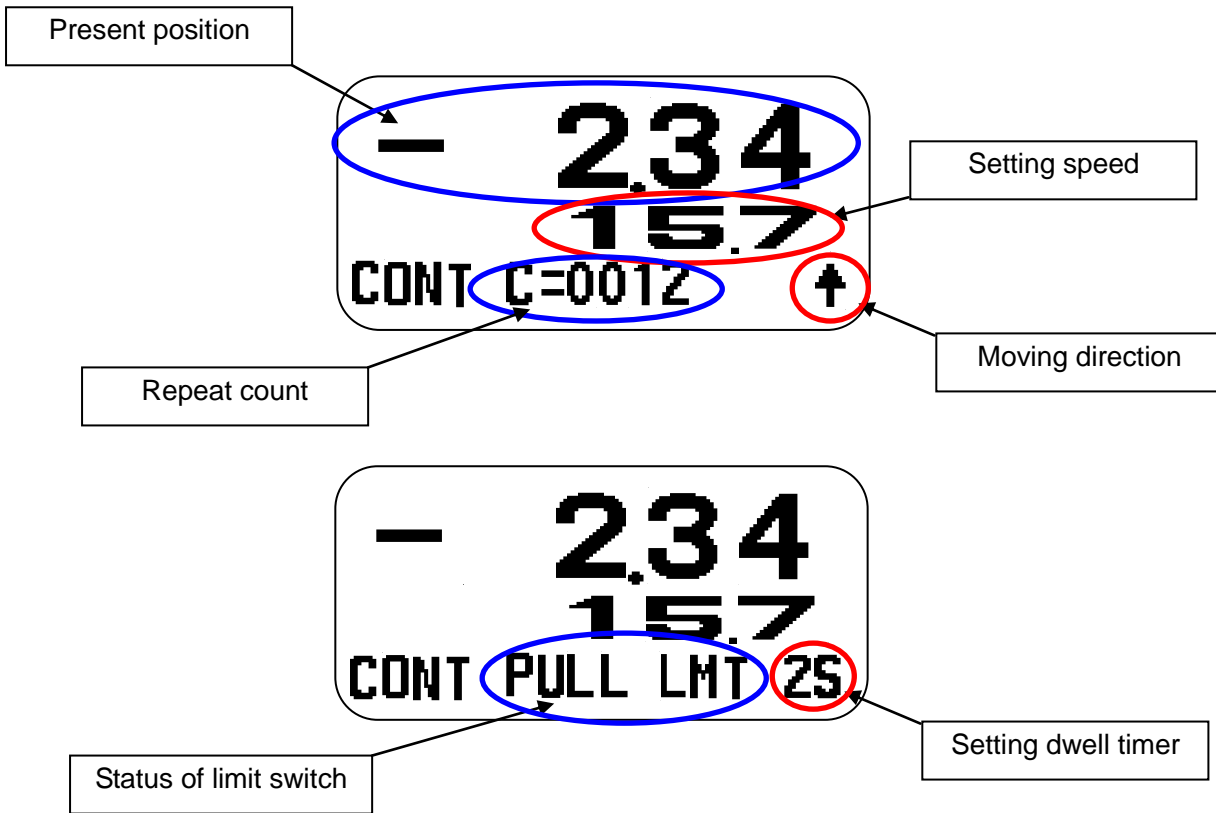 Present position
– 2.34
Setting speed
15.7
CONT C=0012 ↑
Moving direction
Repeat count
– 2.34
15.7
CONT PULL LMT 2S
Setting dwell timer
Status of limit switch